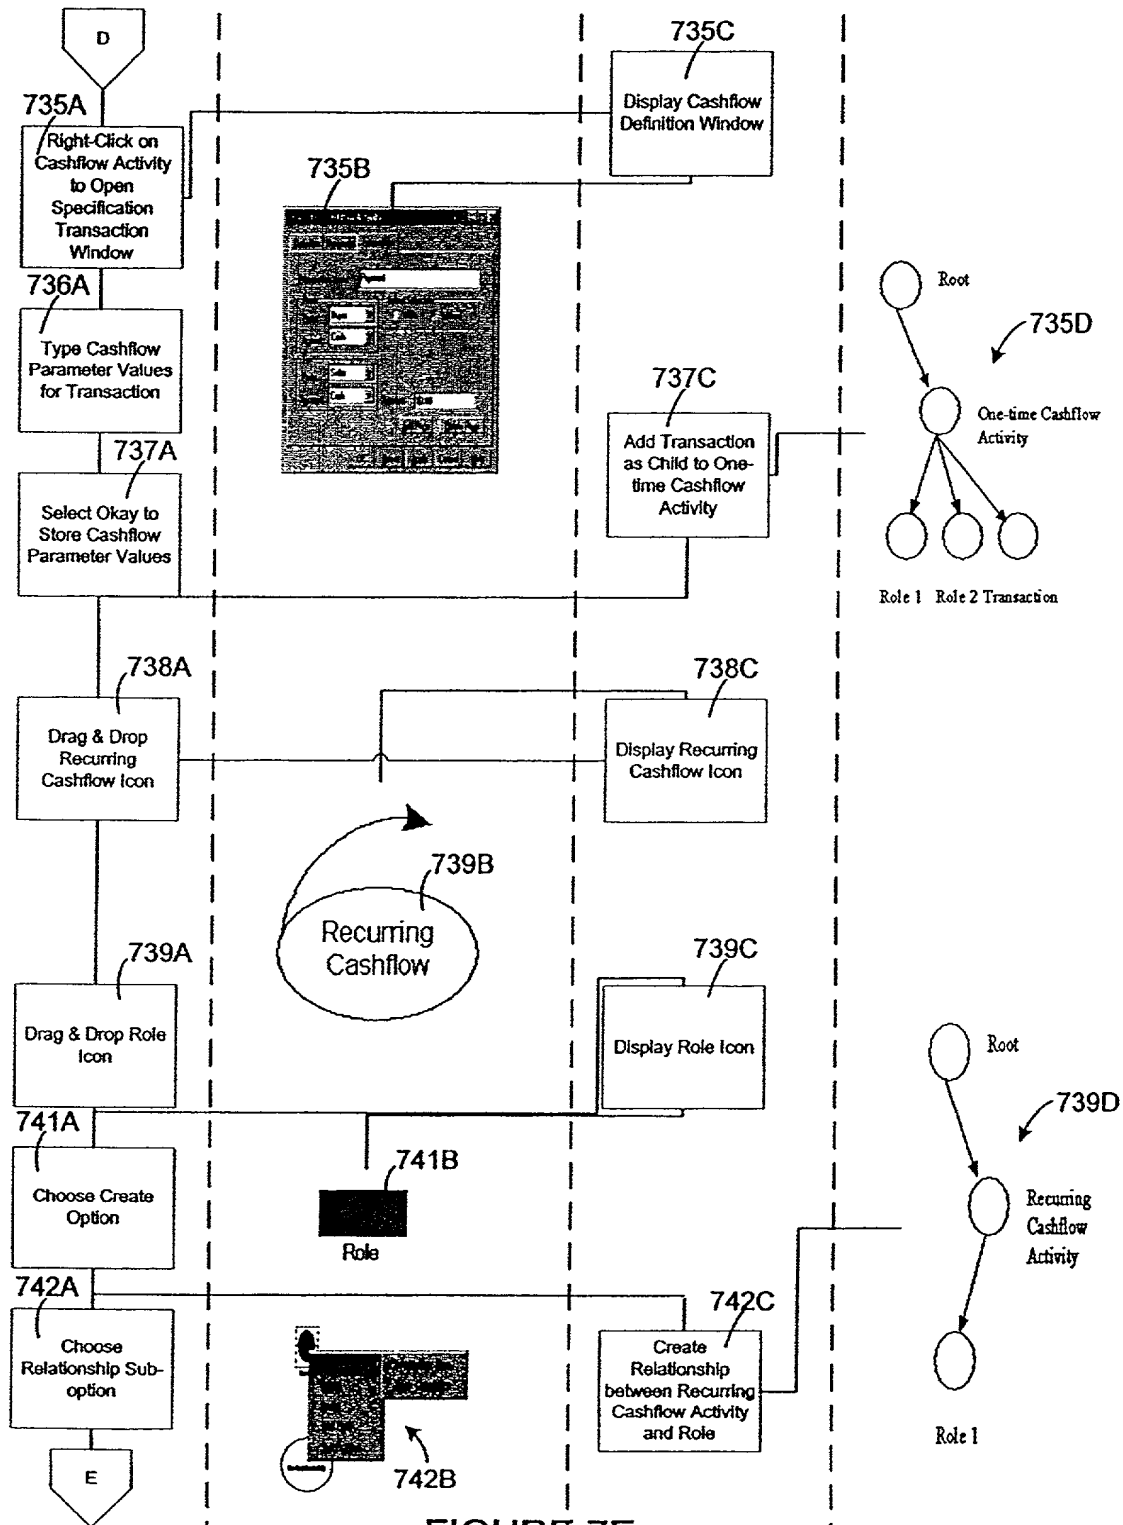 D
735A
Right-Click on
Cashflow Activity
to Open
Specification
Transaction
Window
735B
735C
Display Cashflow
Definition Window
736A
Type Cashflow
Parameter Values
for Transaction
Root
735D
One-time Cashflow
Activity
Role 1 Role 2 Transaction
737A
Select Okay to
Store Cashflow
Parameter Values
737C
Add Transaction
as Child to One-
time Cashflow
Activity
Cash
Cash
738A
Drag & Drop
Recurring
Cashflow Icon
738C
Display Recurring
Cashflow Icon
739B
Recurring
Cashflow
739A
Drag & Drop Role
Icon
739C
Display Role Icon
Root
739D
Recurring
Cashflow
Activity
Role 1
741A
Choose Create
Option
741B
Role
742A
Choose
Relationship Sub-
option
742B
742C
Create
Relationship
between Recurring
Cashflow Activity
and Role
E